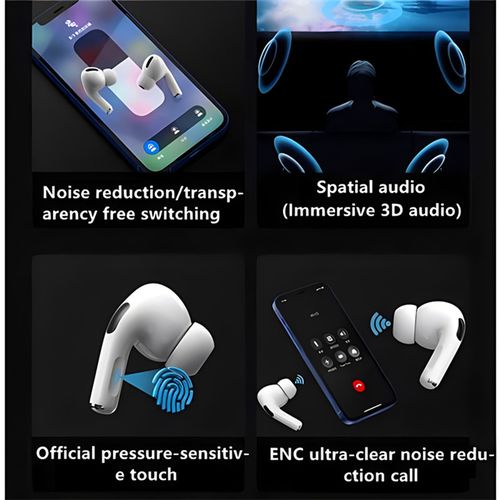 Noise reduction/transp-
arency free switching
Spatial audio
(Immersive 3D audio)
Official pressure-sensitiv-
e touch
ENC ultra-clear noise redu-
ction call